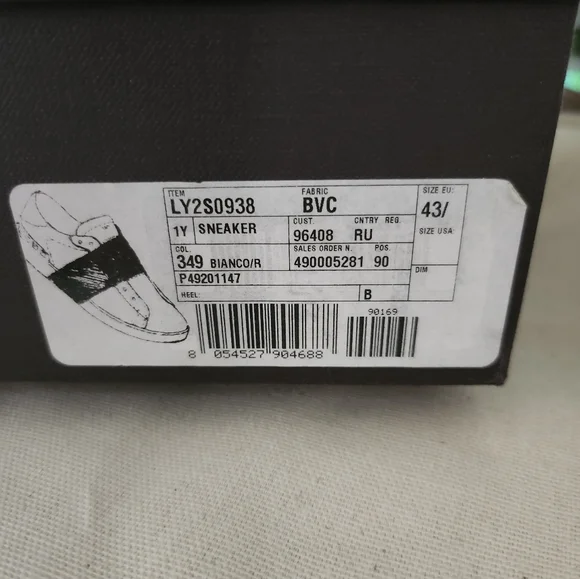 ITEM FABRIC SIZE EU:
LY2S0938 BVC 43/
1Y SNEAKER CUST. CNTRY REG.
96408 RU SIZE USA
COL. SALES ORDER N. POS.
349 BIANCO/R 490005281 90
P49201147 DIM
HEEL: B
90169
8 054527 904688